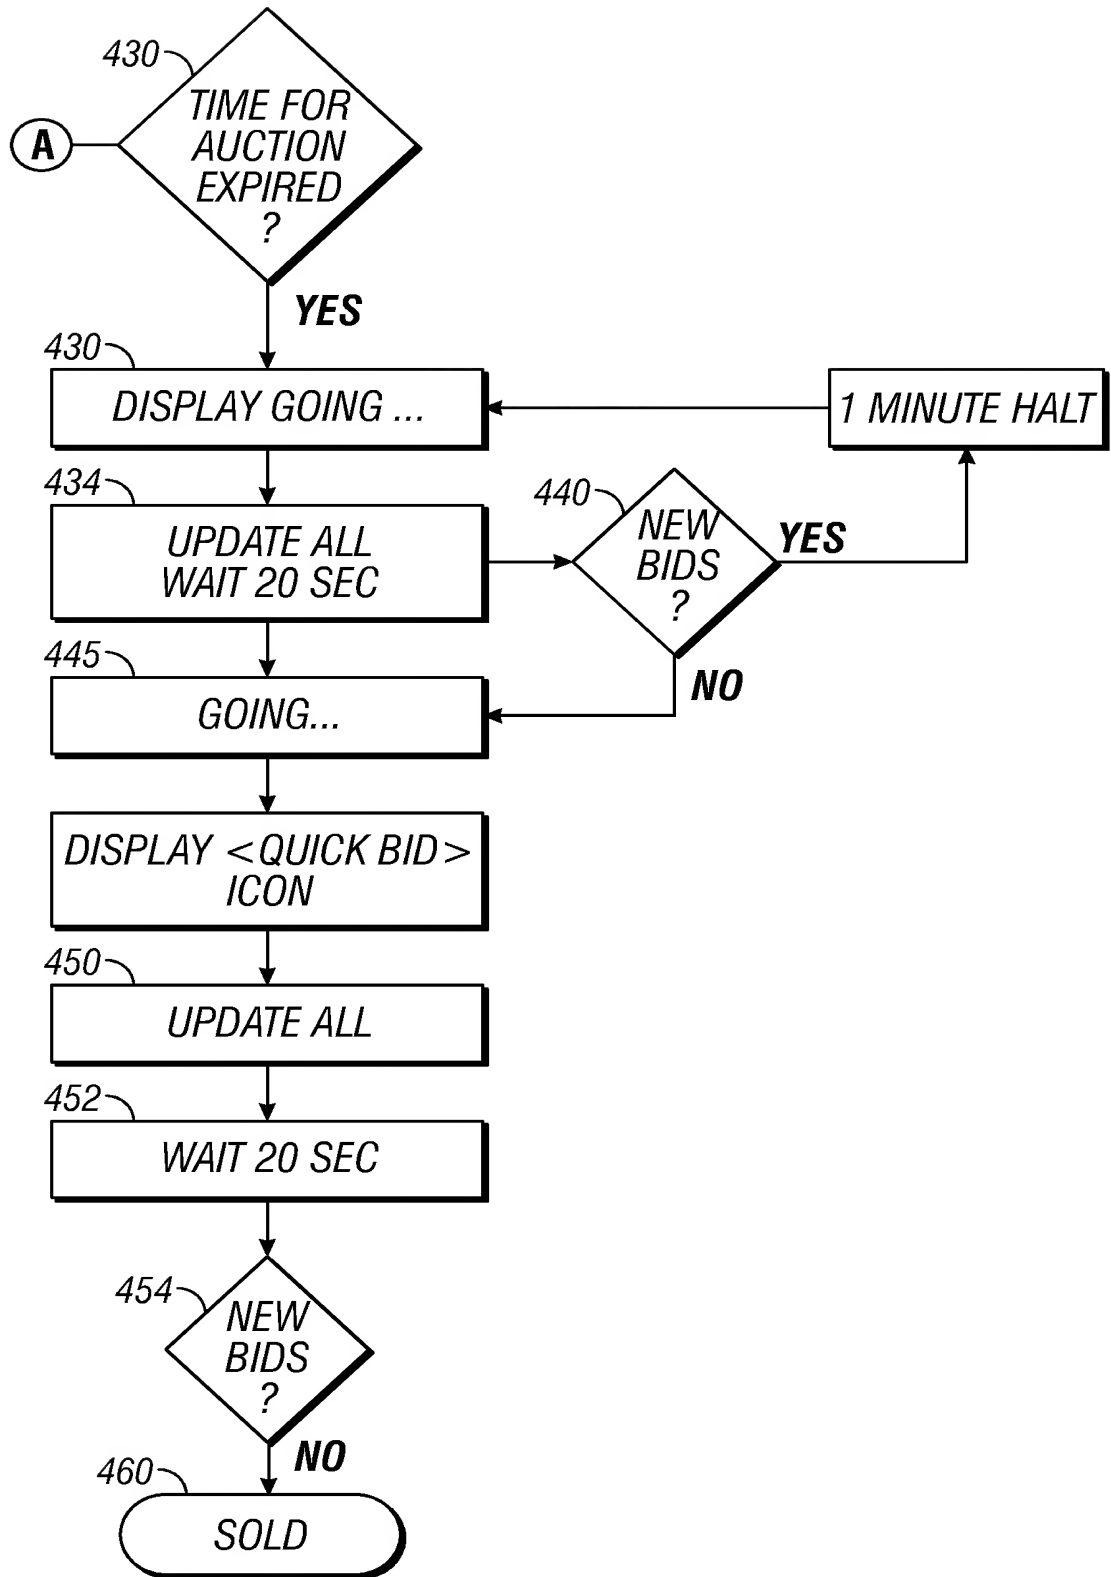 430
TIME FOR
AUCTION
EXPIRED
?
A
YES
430
DISPLAY GOING ...
1 MINUTE HALT
434
UPDATE ALL
WAIT 20 SEC
440
NEW
BIDS
?
YES
NO
445
GOING...
DISPLAY <QUICK BID>
ICON
450
UPDATE ALL
452
WAIT 20 SEC
454
NEW
BIDS
?
NO
460
SOLD